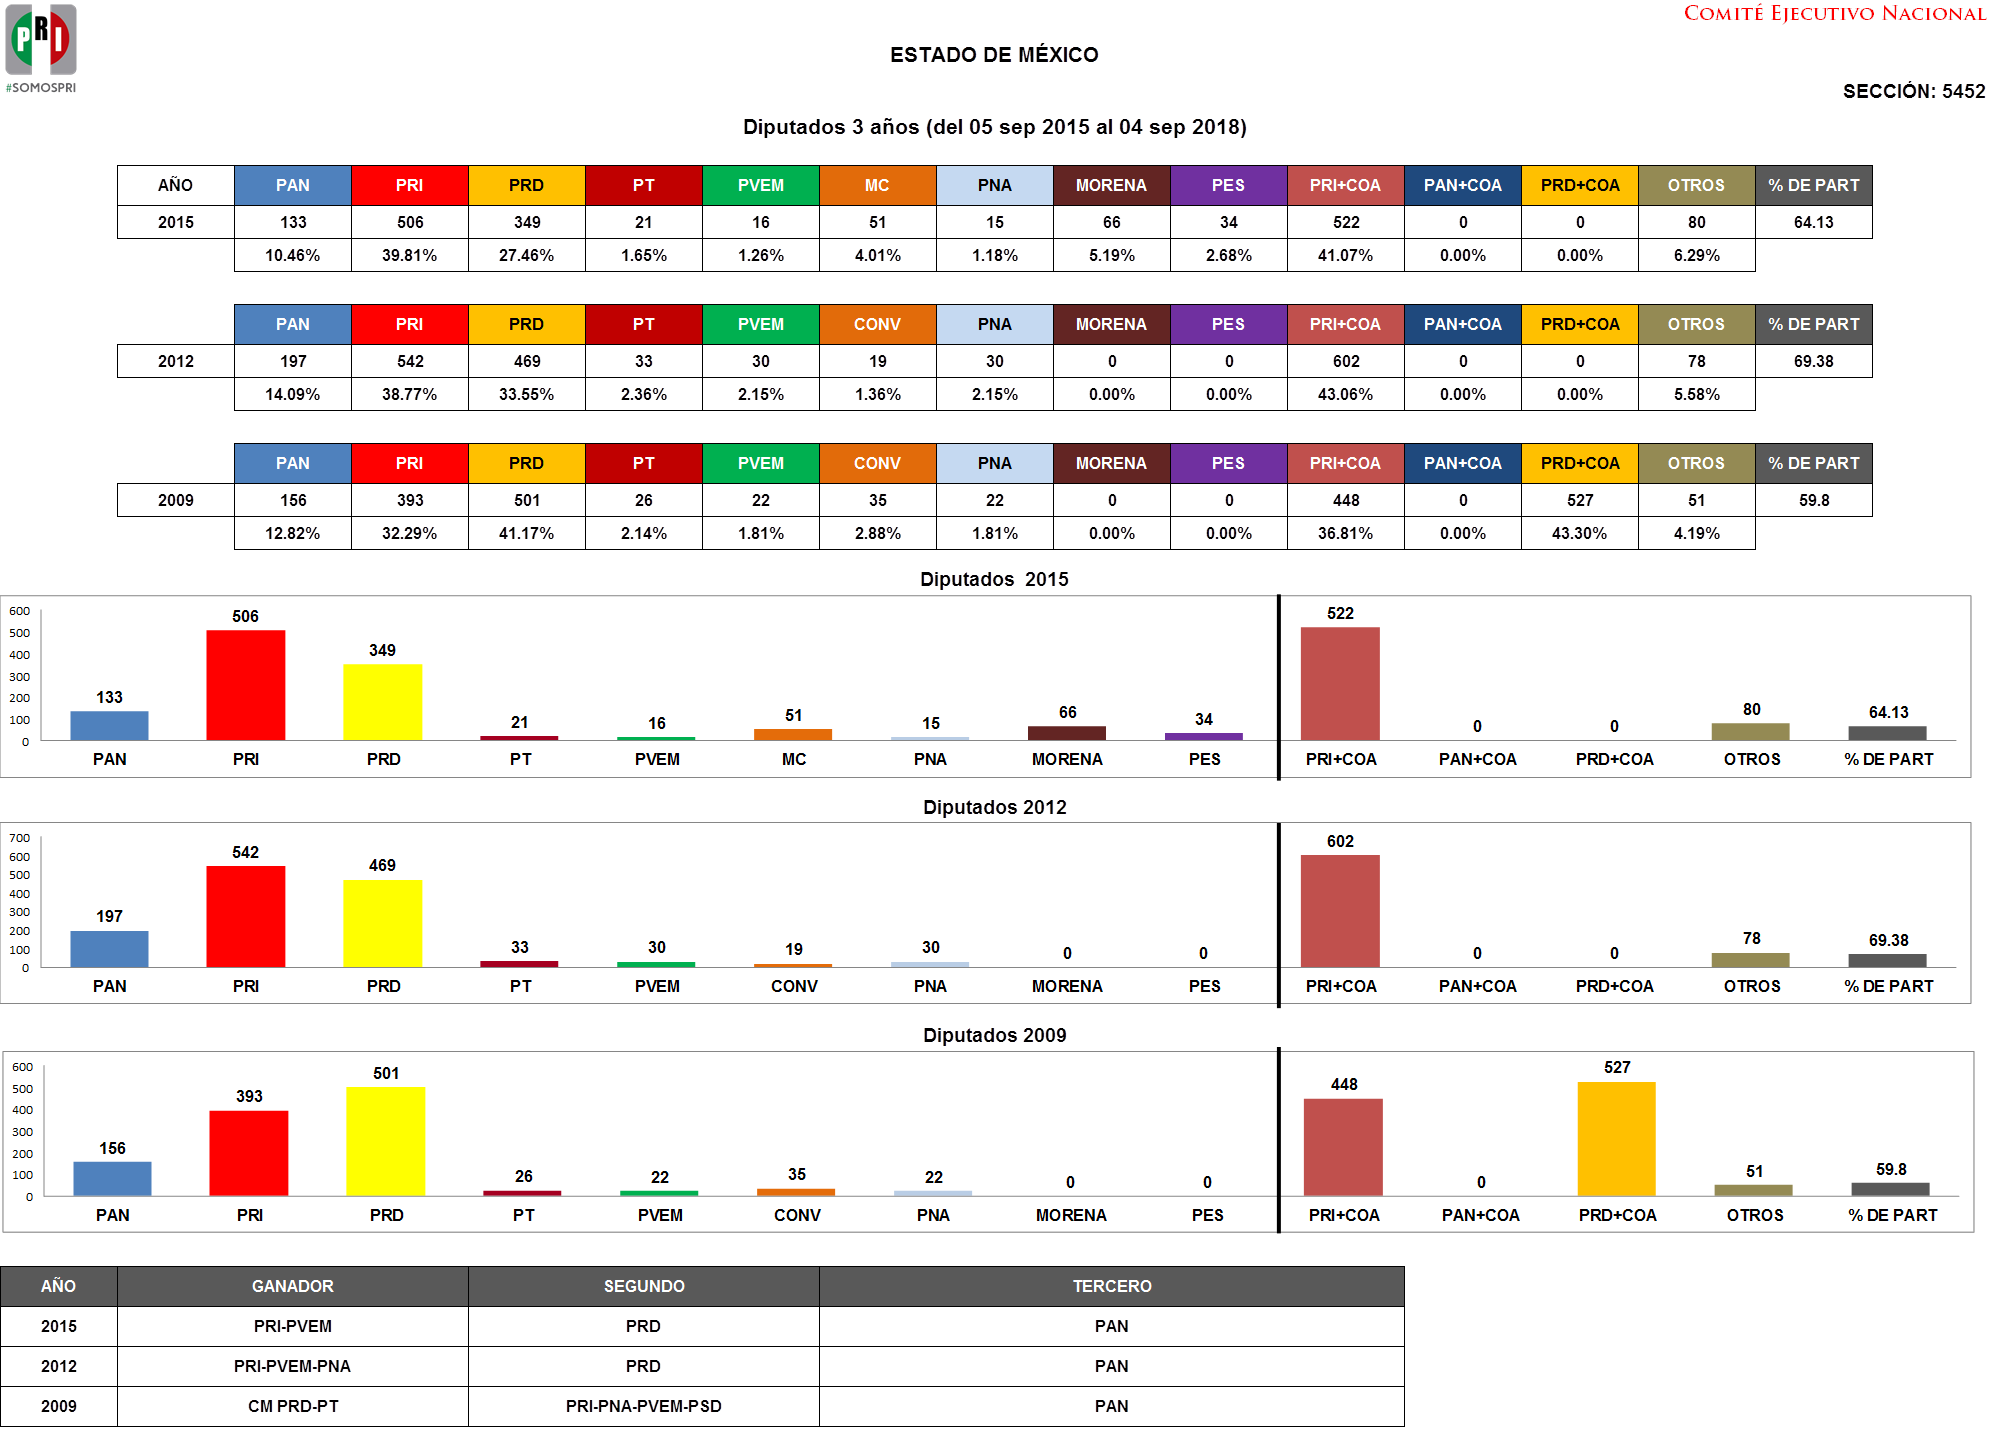 PRI
#SOMOSPRI
COMITÉ EJECUTIVO NACIONAL
ESTADO DE MÉXICO
SECCIÓN: 5452
Diputados 3 años (del 05 sep 2015 al 04 sep 2018)
AÑO PAN PRI PRD PT PVEM MC PNA MORENA PES PRI+COA PAN+COA PRD+COA OTROS % DE PART
2015 133 506 349 21 16 51 15 66 34 522 0 0 80 64.13
10.46% 39.81% 27.46% 1.65% 1.26% 4.01% 1.18% 5.19% 2.68% 41.07% 0.00% 0.00% 6.29%
PAN PRI PRD PT PVEM CONV PNA MORENA PES PRI+COA PAN+COA PRD+COA OTROS % DE PART
2012 197 542 469 33 30 19 30 0 0 602 0 0 78 69.38
14.09% 38.77% 33.55% 2.36% 2.15% 1.36% 2.15% 0.00% 0.00% 43.06% 0.00% 0.00% 5.58%
PAN PRI PRD PT PVEM CONV PNA MORENA PES PRI+COA PAN+COA PRD+COA OTROS % DE PART
2009 156 393 501 26 22 35 22 0 0 448 0 527 51 59.8
12.82% 32.29% 41.17% 2.14% 1.81% 2.88% 1.81% 0.00% 0.00% 36.81% 0.00% 43.30% 4.19%
Diputados 2015
600
500
400
300
200
100
0
133 506 349 21 16 51 15 66 34 522 0 0 80 64.13
PAN PRI PRD PT PVEM MC PNA MORENA PES PRI+COA PAN+COA PRD+COA OTROS % DE PART
Diputados 2012
700
600
500
400
300
200
100
0
197 542 469 33 30 19 30 0 0 602 0 0 78 69.38
PAN PRI PRD PT PVEM CONV PNA MORENA PES PRI+COA PAN+COA PRD+COA OTROS % DE PART
Diputados 2009
600
500
400
300
200
100
0
156 393 501 26 22 35 22 0 0 448 0 527 51 59.8
PAN PRI PRD PT PVEM CONV PNA MORENA PES PRI+COA PAN+COA PRD+COA OTROS % DE PART
AÑO GANADOR SEGUNDO TERCERO
2015 PRI-PVEM PRD PAN
2012 PRI-PVEM-PNA PRD PAN
2009 CM PRD-PT PRI-PNA-PVEM-PSD PAN